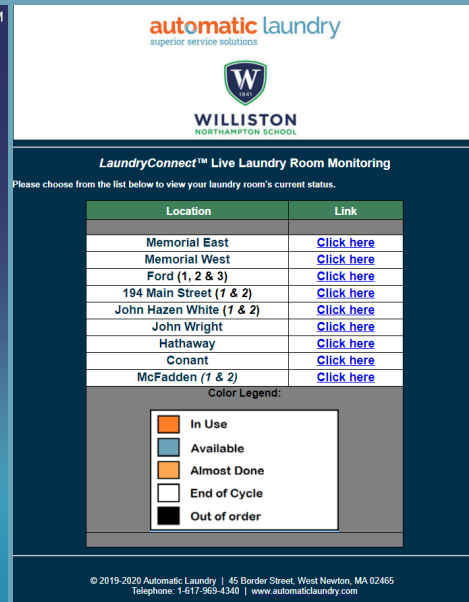 automatic laundry
superior service solutions
W
1841
WILLISTON
NORTHAMPTON SCHOOL
LaundryConnect™ Live Laundry Room Monitoring
Please choose from the list below to view your laundry room's current status.
Location Link
Memorial East Click here
Memorial West Click here
Ford (1, 2 & 3) Click here
194 Main Street (1 & 2) Click here
John Hazen White (1 & 2) Click here
John Wright Click here
Hathaway Click here
Conant Click here
McFadden (1 & 2) Click here
Color Legend:
In Use
Available
Almost Done
End of Cycle
Out of order
© 2019-2020 Automatic Laundry | 45 Border Street, West Newton, MA 02465
Telephone: 1-617-969-4340 | www.automaticlaundry.com